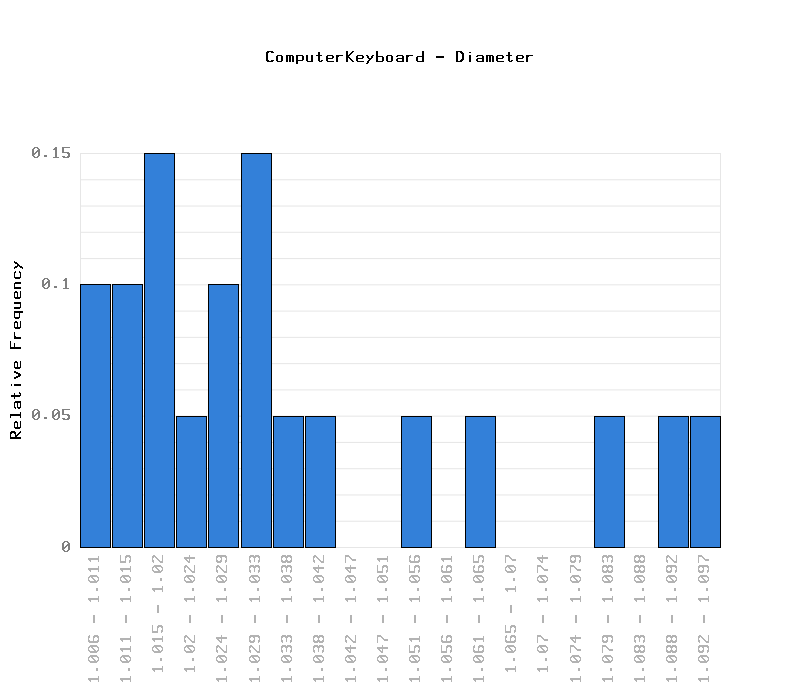 ComputerKeyboard - Diameter
Relative Frequency
0.15
0.1
0.05
0
1.006 - 1.011
1.011 - 1.015
1.015 - 1.02
1.02 - 1.024
1.024 - 1.029
1.029 - 1.033
1.033 - 1.038
1.038 - 1.042
1.042 - 1.047
1.047 - 1.051
1.051 - 1.056
1.056 - 1.061
1.061 - 1.065
1.065 - 1.07
1.07 - 1.074
1.074 - 1.079
1.079 - 1.083
1.083 - 1.088
1.088 - 1.092
1.092 - 1.097